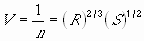 V = 1/n = (R)^2/3 (S)^1/2